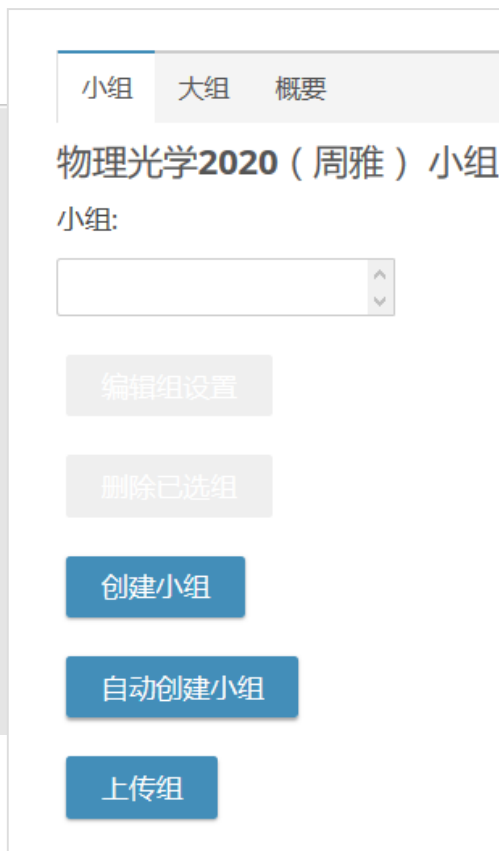 小组 大组 概要
物理光学2020（周雅） 小组
小组:
编辑组设置
删除已选组
创建小组
自动创建小组
上传组